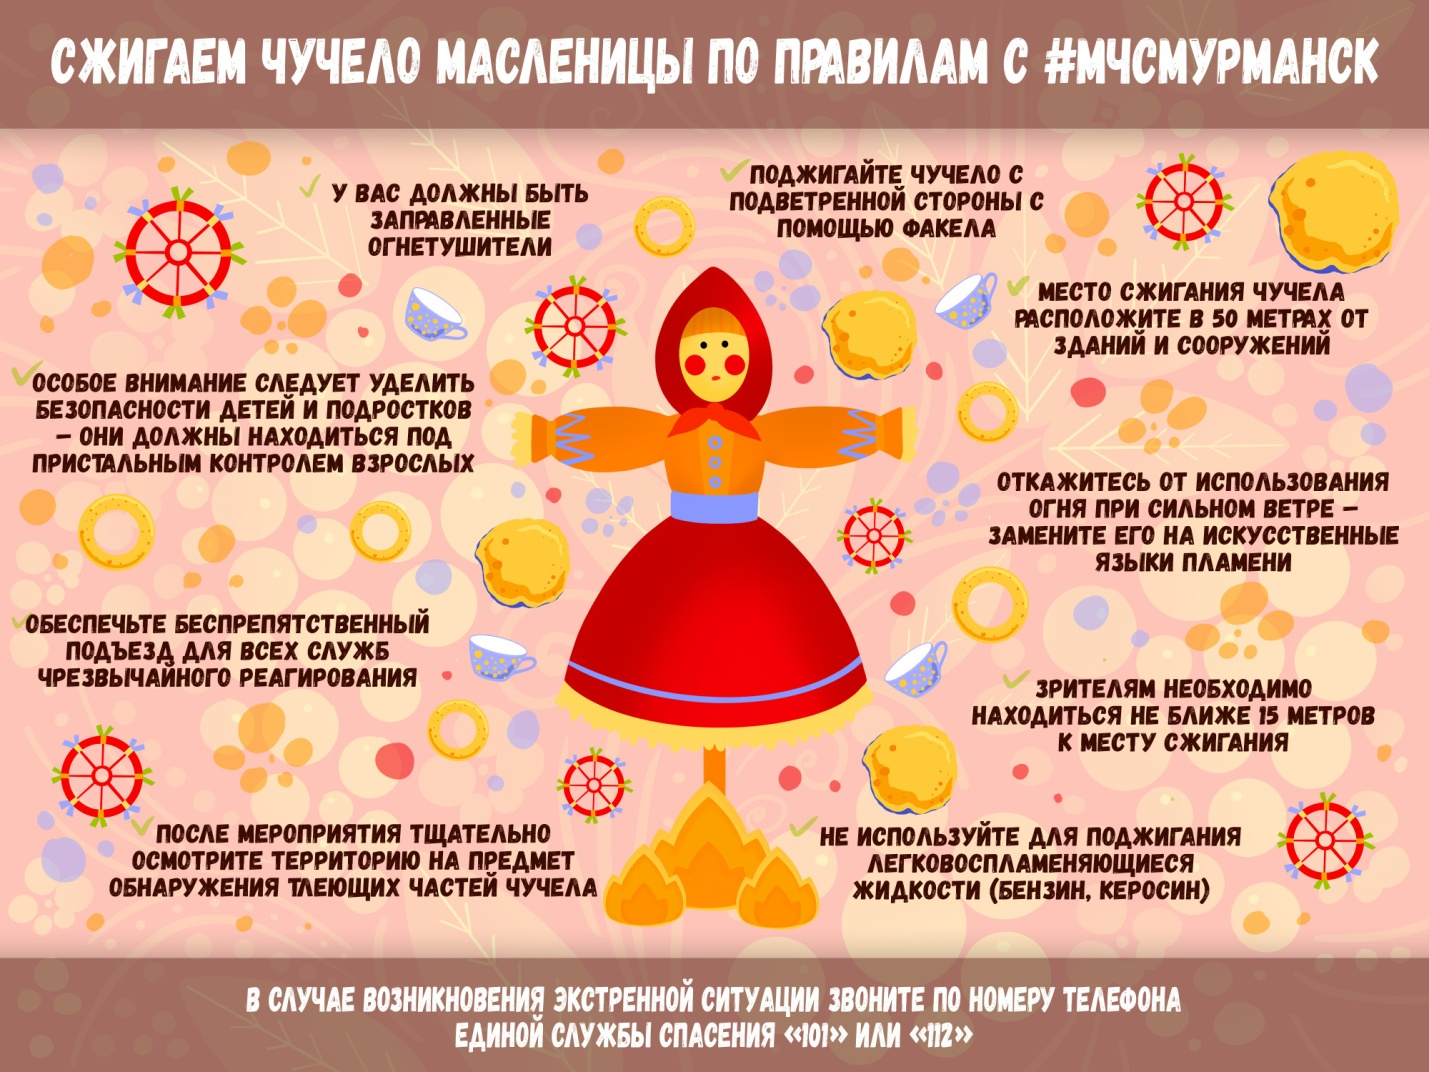 СЖИГАЕМ ЧУЧЕЛО МАСЛЕНИЦЫ ПО ПРАВИЛАМ С #МЧСМУРМАНСК
У ВАС ДОЛЖНЫ БЫТЬ
ЗАПРАВЛЕННЫЕ
ОГНЕТУШИТЕЛИ
ПОДЖИГАЙТЕ ЧУЧЕЛО С
ПОДВЕТРЕННОЙ СТОРОНЫ С
ПОМОЩЬЮ ФАКЕЛА
МЕСТО СЖИГАНИЯ ЧУЧЕЛА
РАСПОЛОЖИТЕ В 50 МЕТРАХ ОТ
ЗДАНИЙ И СООРУЖЕНИЙ
ОСОБОЕ ВНИМАНИЕ СЛЕДУЕТ УДЕЛИТЬ
БЕЗОПАСНОСТИ ДЕТЕЙ И ПОДРОСТКОВ
– ОНИ ДОЛЖНЫ НАХОДИТЬСЯ ПОД
ПРИСТАЛЬНЫМ КОНТРОЛЕМ ВЗРОСЛЫХ
ОТКАЖИТЕСЬ ОТ ИСПОЛЬЗОВАНИЯ
ОГНЯ ПРИ СИЛЬНОМ ВЕТРЕ –
ЗАМЕНИТЕ ЕГО НА ИСКУССТВЕННЫЕ
ЯЗЫКИ ПЛАМЕНИ
ОБЕСПЕЧЬТЕ БЕСПРЕПЯТСТВЕННЫЙ
ПОДЪЕЗД ДЛЯ ВСЕХ СЛУЖБ
ЧРЕЗВЫЧАЙНОГО РЕАГИРОВАНИЯ
ЗРИТЕЛЯМ НЕОБХОДИМО
НАХОДИТЬСЯ НЕ БЛИЖЕ 15 МЕТРОВ
К МЕСТУ СЖИГАНИЯ
ПОСЛЕ МЕРОПРИЯТИЯ ТЩАТЕЛЬНО
ОСМОТРИТЕ ТЕРРИТОРИЮ НА ПРЕДМЕТ
ОБНАРУЖЕНИЯ ТЛЕЮЩИХ ЧАСТЕЙ ЧУЧЕЛА
НЕ ИСПОЛЬЗУЙТЕ ДЛЯ ПОДЖИГАНИЯ
ЛЕГКОВОСПЛАМЕНЯЮЩИЕСЯ
ЖИДКОСТИ (БЕНЗИН, КЕРОСИН)
В СЛУЧАЕ ВОЗНИКНОВЕНИЯ ЭКСТРЕННОЙ СИТУАЦИИ ЗВОНИТЕ ПО НОМЕРУ ТЕЛЕФОНА
ЕДИНОЙ СЛУЖБЫ СПАСЕНИЯ «101» ИЛИ «112»